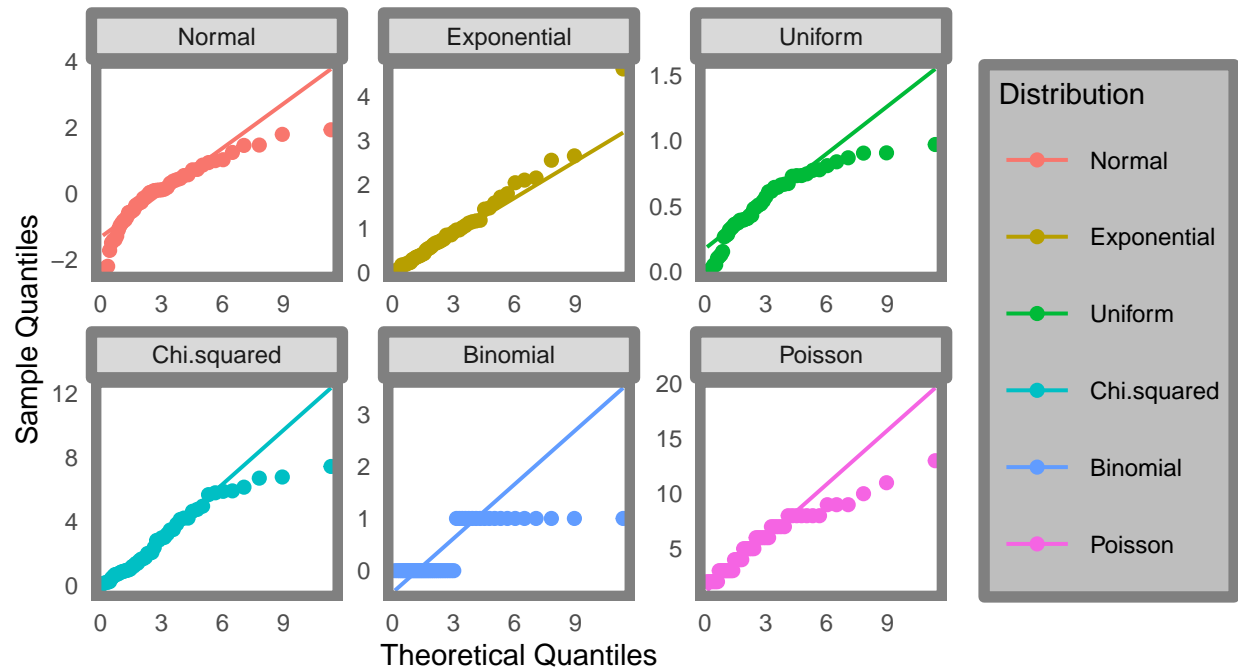 Normal
Exponential
Uniform
4
2
0
−2
4
3
2
1
0
1.5
1.0
0.5
0.0
0 3 6 9
0 3 6 9
0 3 6 9
Chi.squared
Binomial
Poisson
12
8
4
0
3
2
1
0
20
15
10
5
0 3 6 9
0 3 6 9
0 3 6 9
Sample Quantiles
Theoretical Quantiles
Distribution
Normal
Exponential
Uniform
Chi.squared
Binomial
Poisson